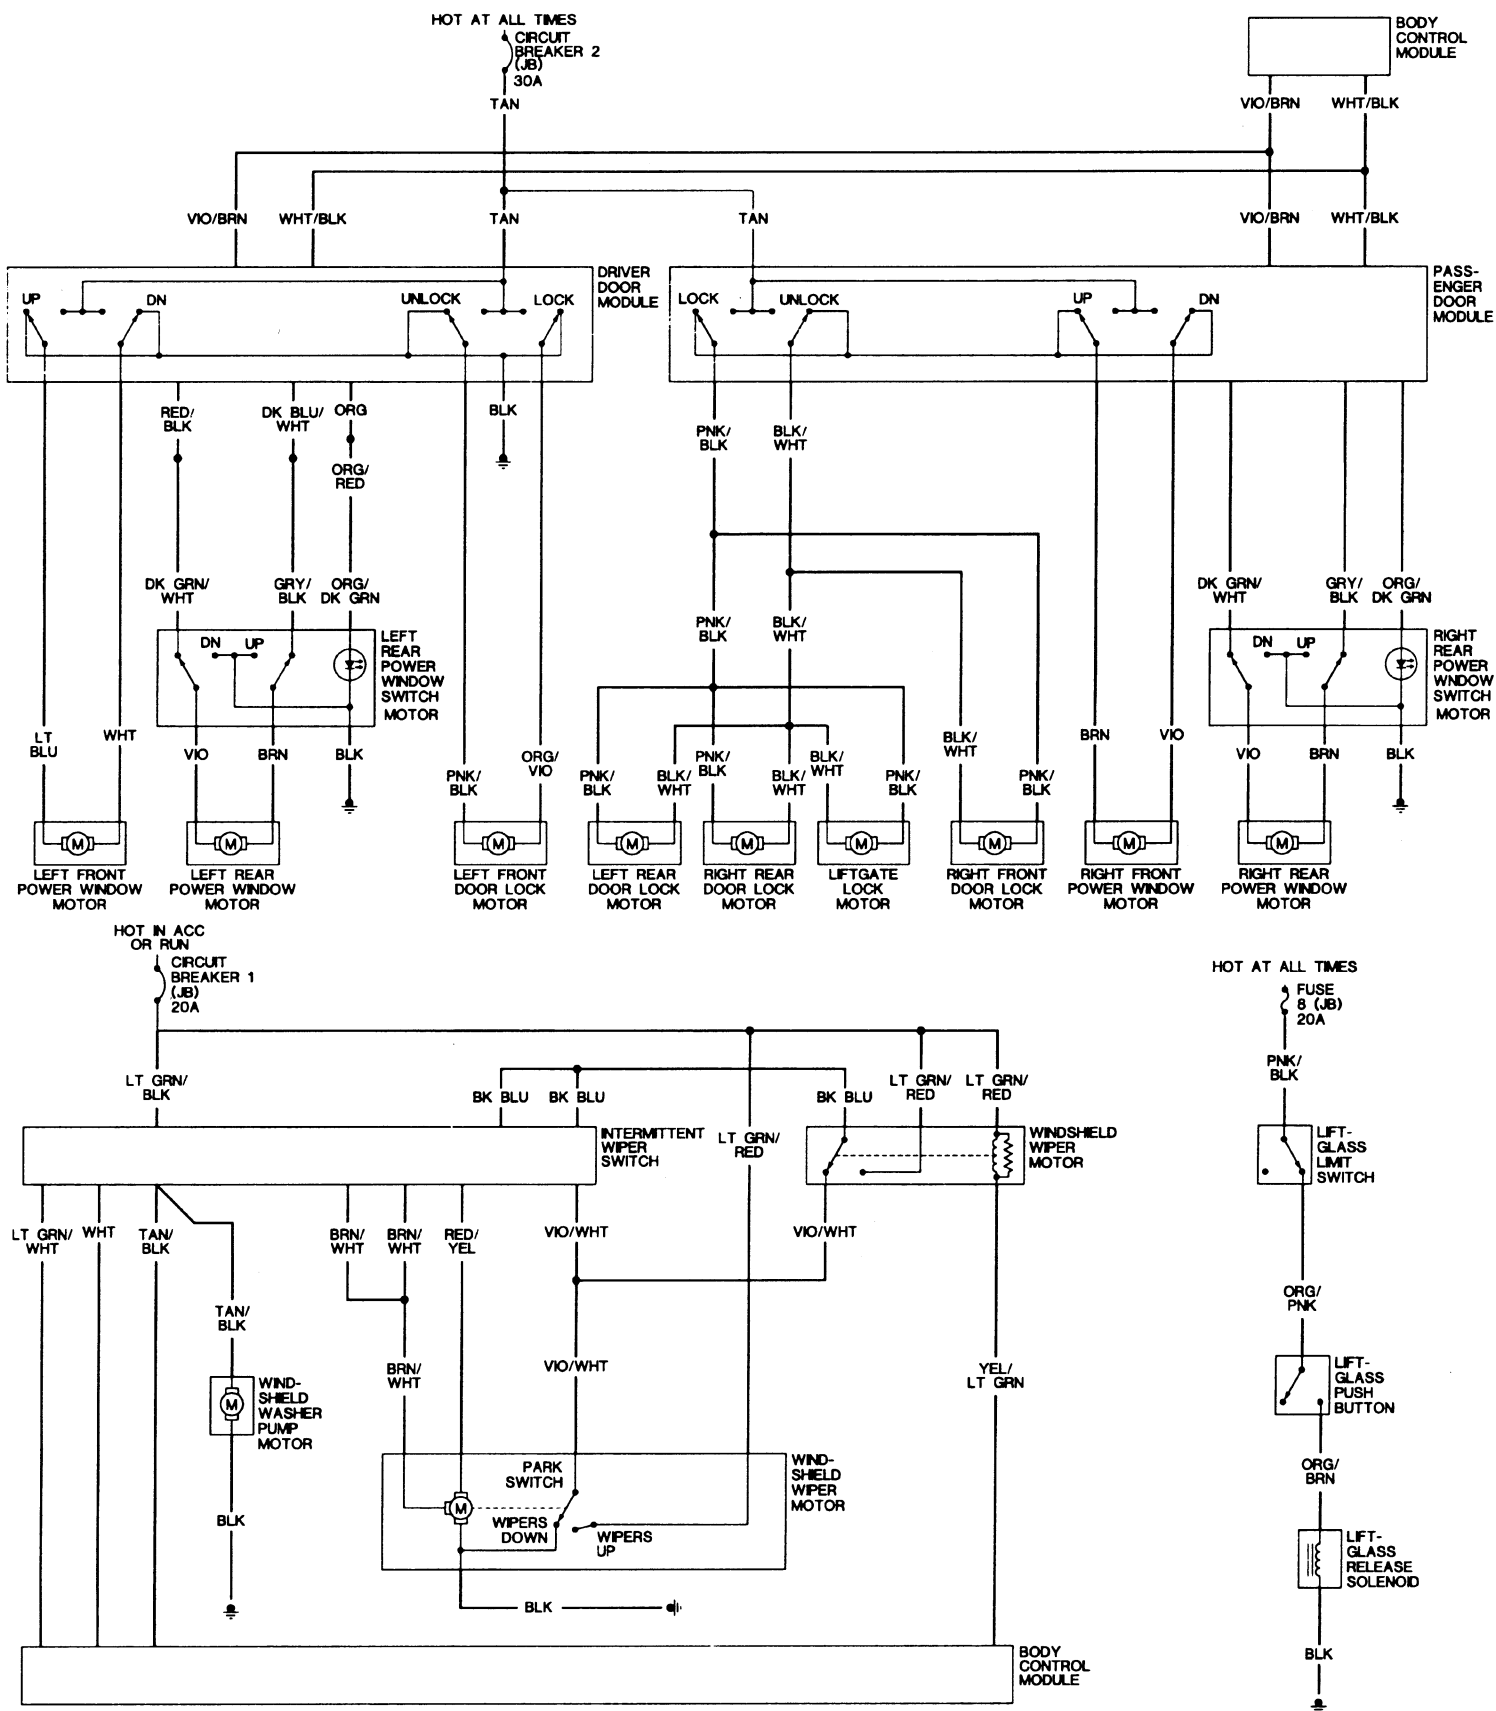 HOT AT ALL TIMES
CIRCUIT
BREAKER 2
(JB)
30A
TAN
BODY
CONTROL
MODULE
VIO/BRN
WHT/BLK
VIO/BRN
WHT/BLK
TAN
TAN
VIO/BRN
WHT/BLK
UP
DN
UNLOCK
LOCK
DRIVER
DOOR
MODULE
LOCK
UNLOCK
UP
DN
PASS-
ENGER
DOOR
MODULE
RED/
BLK
DK BLU/
WHT
ORG
BLK
ORG/
RED
PNK/
BLK
BLK/
WHT
DK GRN/
WHT
GRY/
BLK
ORG/
DK GRN
PNK/
BLK
BLK/
WHT
DK GRN/
WHT
GRY/
BLK
ORG/
DK GRN
DN
UP
LEFT
REAR
POWER
WINDOW
SWITCH
MOTOR
DN
UP
RIGHT
REAR
POWER
WNDOW
SWITCH
MOTOR
LT
BLU
WHT
VIO
BRN
BLK
PNK/
BLK
ORG/
VIO
PNK/
BLK
BLK/
WHT
PNK/
BLK
BLK/
WHT
BLK/
WHT
PNK/
BLK
BLK/
WHT
PNK/
BLK
BRN
VIO
VIO
BRN
BLK
M
M
M
M
M
M
M
M
M
LEFT FRONT
POWER WINDOW
MOTOR
LEFT REAR
POWER WINDOW
MOTOR
LEFT FRONT
DOOR LOCK
MOTOR
LEFT REAR
DOOR LOCK
MOTOR
RIGHT REAR
DOOR LOCK
MOTOR
LIFTGATE
LOCK
MOTOR
RIGHT FRONT
DOOR LOCK
MOTOR
RIGHT FRONT
POWER WINDOW
MOTOR
RIGHT REAR
POWER WINDOW
MOTOR
HOT IN ACC
OR RUN
CIRCUIT
BREAKER 1
(JB)
20A
HOT AT ALL TIMES
FUSE
8 (JB)
20A
LT GRN/
BLK
BK BLU
BK BLU
BK BLU
LT GRN/
RED
LT GRN/
RED
PNK/
BLK
INTERMITTENT
WIPER
SWITCH
LT GRN/
RED
WINDSHIELD
WIPER
MOTOR
LIFT-
GLASS
LIMIT
SWITCH
LT GRN/
WHT
WHT
TAN/
BLK
BRN/
WHT
BRN/
WHT
RED/
YEL
VIO/WHT
VIO/WHT
TAN/
BLK
ORG/
PNK
BRN/
WHT
VIO/WHT
YEL/
LT GRN
M
WIND-
SHIELD
WASHER
PUMP
MOTOR
LIFT-
GLASS
PUSH
BUTTON
PARK
SWITCH
M
WIPERS
DOWN
WIPERS
UP
WIND-
SHIELD
WIPER
MOTOR
ORG/
BRN
BLK
LIFT-
GLASS
RELEASE
SOLENOID
BLK
BLK
BODY
CONTROL
MODULE